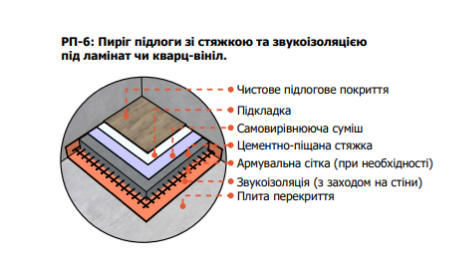 РП-6: Пиріг підлоги зі стяжкою та звукоізоляцією
під ламінат чи кварц-вініл.
Чистове підлогове покриття
Підкладка
Самовирівнююча суміш
Цементно-піщана стяжка
Армувальна сітка (при необхідності)
Звукоізоляція (з заходом на стіни)
Плита перекриття